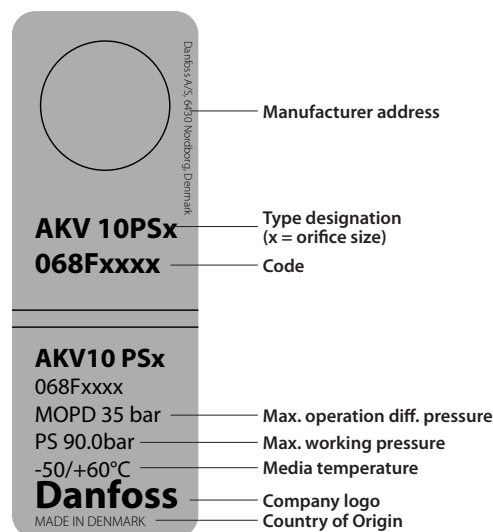 Danfoss A/S, 6430 Nordborg, Denmark
Manufacturer address
AKV 10PSx
Type designation
(x = orifice size)
068Fxxxx
Code
AKV10 PSx
068Fxxxx
MOPD 35 bar
Max. operation diff. pressure
PS 90.0bar
Max. working pressure
-50/+60°C
Media temperature
Danfoss
Company logo
MADE IN DENMARK
Country of Origin